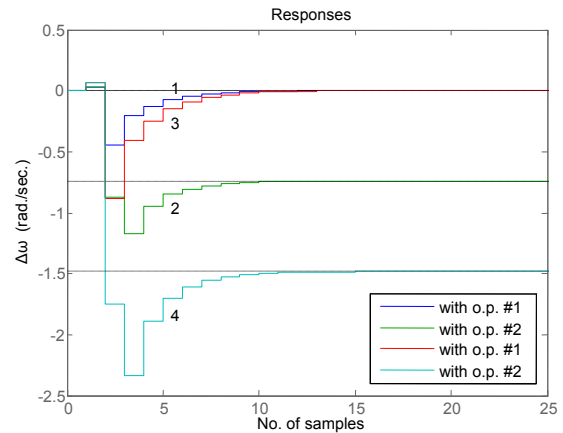 Responses
0.5
0
-0.5
-1
-1.5
-2
-2.5
Δω (rad./sec.)
1
3
2
4
with o.p. #1
with o.p. #2
with o.p. #1
with o.p. #2
0
5
10
15
20
25
No. of samples